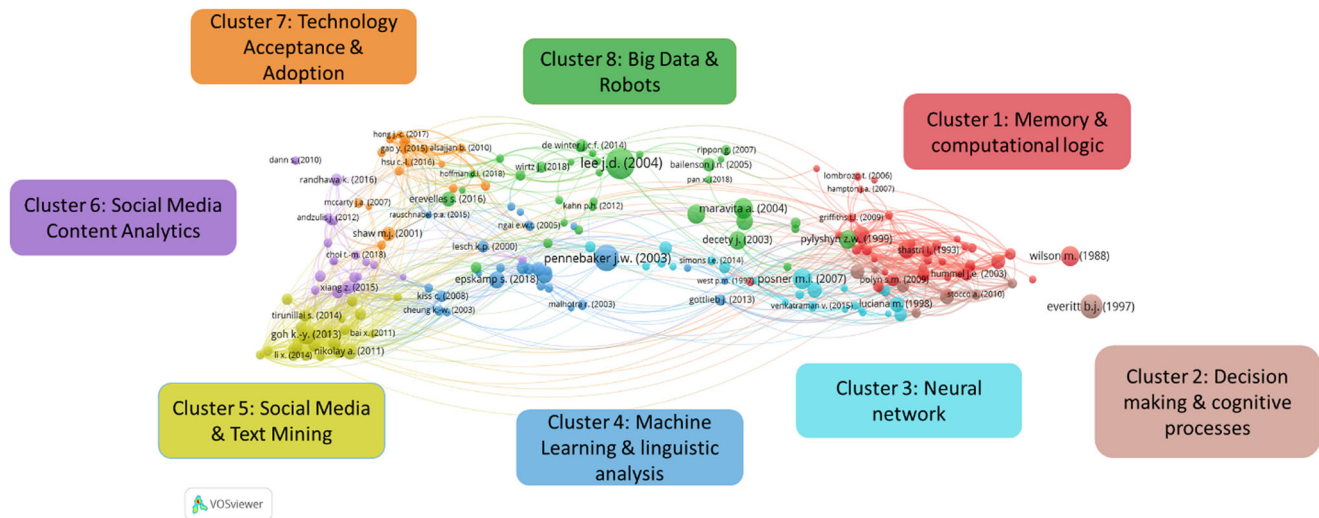 Cluster 7: Technology
Acceptance &
Adoption
Cluster 8: Big Data &
Robots
Cluster 1: Memory &
computational logic
Cluster 6: Social Media
Content Analytics
hong j.-c. (2017)
gao y. (2015)
alsajjan b. (2010)
hsu c.-l. (2016)
dann s. (2010)
randhawa k. (2016)
hoffman d.l. (2018)
mccarty j.a. (2007)
erevelles s. (2016)
rauschnabel p.a. (2015)
andzulis j. (2012)
shaw m.j. (2001)
choi t.-m. (2018)
xiang z. (2015)
de winter j.c.f. (2014)
lee j.d. (2004)
wirtz j. (2018)
kahn p.h. (2012)
ngai e.w.t. (2005)
lesch k.p. (2000)
rippon g. (2007)
bailenson j.n. (2005)
pan x. (2018)
maravita a. (2004)
decety j. (2003)
lombrozo t. (2006)
hampton j.a. (2007)
griffiths t.l. (2009)
pylyshyn z.w. (1999)
shastri l. (1993)
wilson m. (1988)
pennebaker j.w. (2003)
simons l.e. (2014)
epskamp s. (2018)
west p.m. (1997)
posner m.i. (2007)
polyn s.m. (2009)
hummel j.e. (2003)
kiss c. (2008)
cheung k.-w. (2003)
malhotra r. (2003)
gottlieb j. (2013)
venkatraman v. (2015)
luciana m. (1998)
stocco a. (2010)
everitt b.j. (1997)
tirunillai s. (2014)
goh k.-y. (2013)
bai x. (2011)
li x. (2014)
nikolay a. (2011)
Cluster 5: Social Media
& Text Mining
Cluster 4: Machine
Learning & linguistic
analysis
Cluster 3: Neural
network
Cluster 2: Decision
making & cognitive
processes
VOSviewer